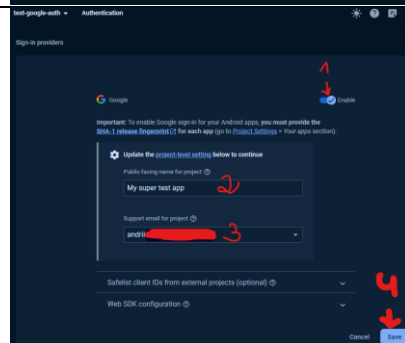 test-google-auth
Authentication
Sign-in providers
1
Google
Enable
Important: To enable Google sign-in for your Android apps, you must provide the
SHA-1 release fingerprint for each app (go to Project Settings > Your apps section).
Update the project-level setting below to continue
Public-facing name for project
My super test app
2
Support email for project
andrii
3
Safelist client IDs from external projects (optional)
4
Web SDK configuration
Cancel
Save